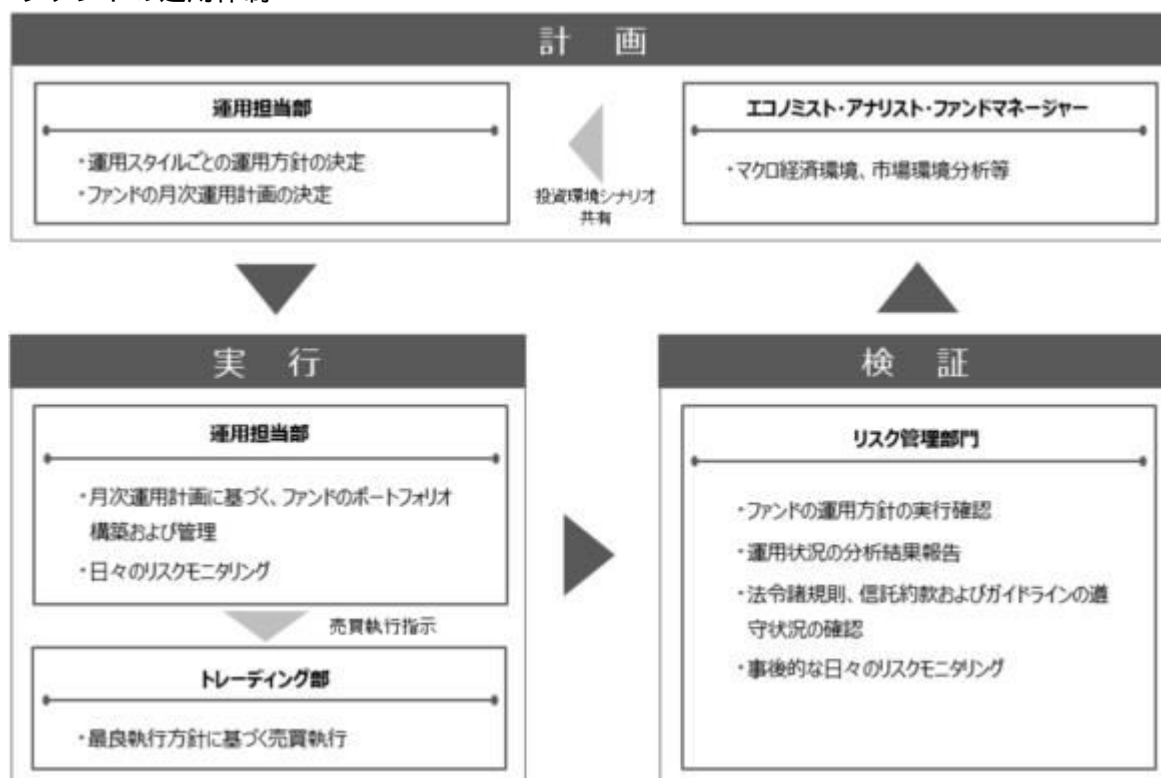 計 画
運用担当部
・運用スタイルごとの運用方針の決定
・ファンドの月次運用計画の決定
投資環境シナリオ
共有
エコノミスト・アナリスト・ファンドマネージャー
・マクロ経済環境、市場環境分析等
実 行
運用担当部
・月次運用計画に基づく、ファンドのポートフォリオ
構築および管理
・日々のリスクモニタリング
売買執行指示
トレーディング部
・最良執行方針に基づく売買執行
検 証
リスク管理部門
・ファンドの運用方針の実行確認
・運用状況の分析結果報告
・法令諸規則、信託約款およびガイドラインの遵
守状況の確認
・事後的な日々のリスクモニタリング